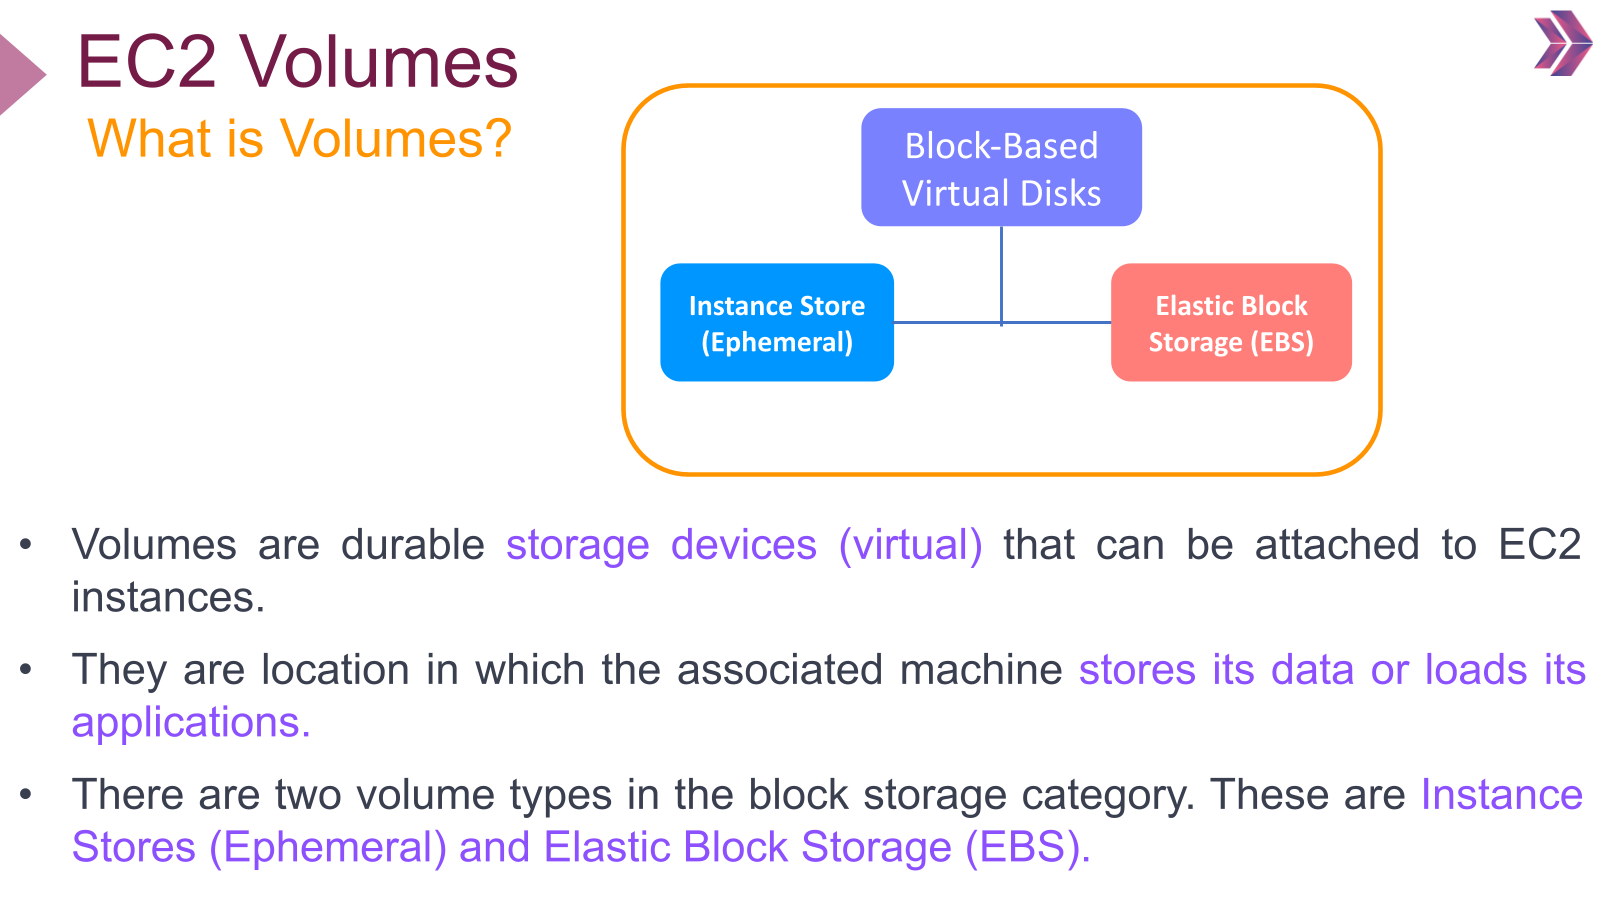 EC2 Volumes
What is Volumes?
Block-Based
Virtual Disks
Instance Store
(Ephemeral)
Elastic Block
Storage (EBS)
• Volumes are durable storage devices (virtual) that can be attached to EC2
instances.
• They are location in which the associated machine stores its data or loads its
applications.
• There are two volume types in the block storage category. These are Instance
Stores (Ephemeral) and Elastic Block Storage (EBS).